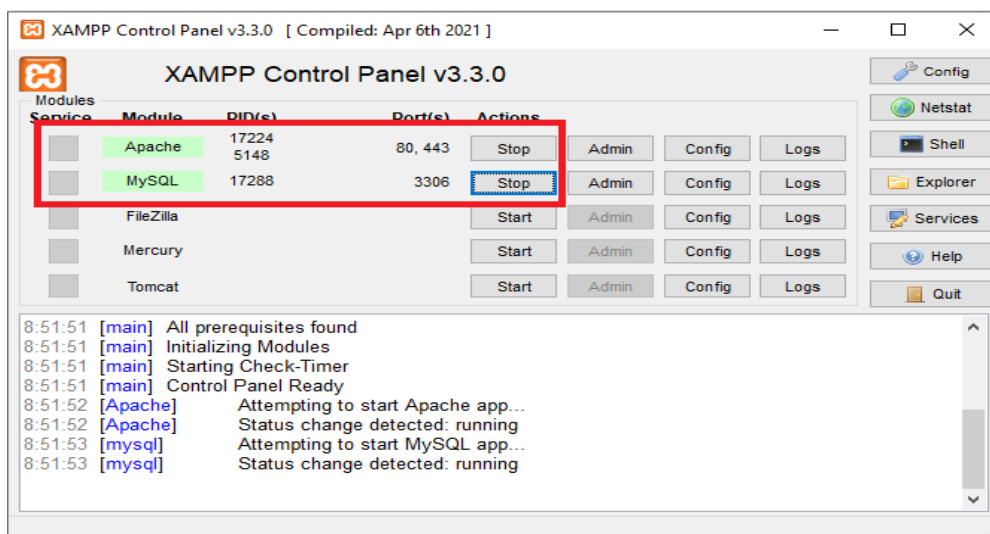 XAMPP Control Panel v3.3.0 [ Compiled: Apr 6th 2021 ]
XAMPP Control Panel v3.3.0
Config
Modules
Service Module PID(s) Port(s) Actions
Netstat
Apache 17224 5148 80, 443 Stop Admin Config Logs
Shell
MySQL 17288 3306 Stop Admin Config Logs
Explorer
FileZilla Start Admin Config Logs
Services
Mercury Start Admin Config Logs
Help
Tomcat Start Admin Config Logs
Quit
8:51:51 [main] All prerequisites found
8:51:51 [main] Initializing Modules
8:51:51 [main] Starting Check-Timer
8:51:51 [main] Control Panel Ready
8:51:52 [Apache] Attempting to start Apache app...
8:51:52 [Apache] Status change detected: running
8:51:53 [mysql] Attempting to start MySQL app...
8:51:53 [mysql] Status change detected: running